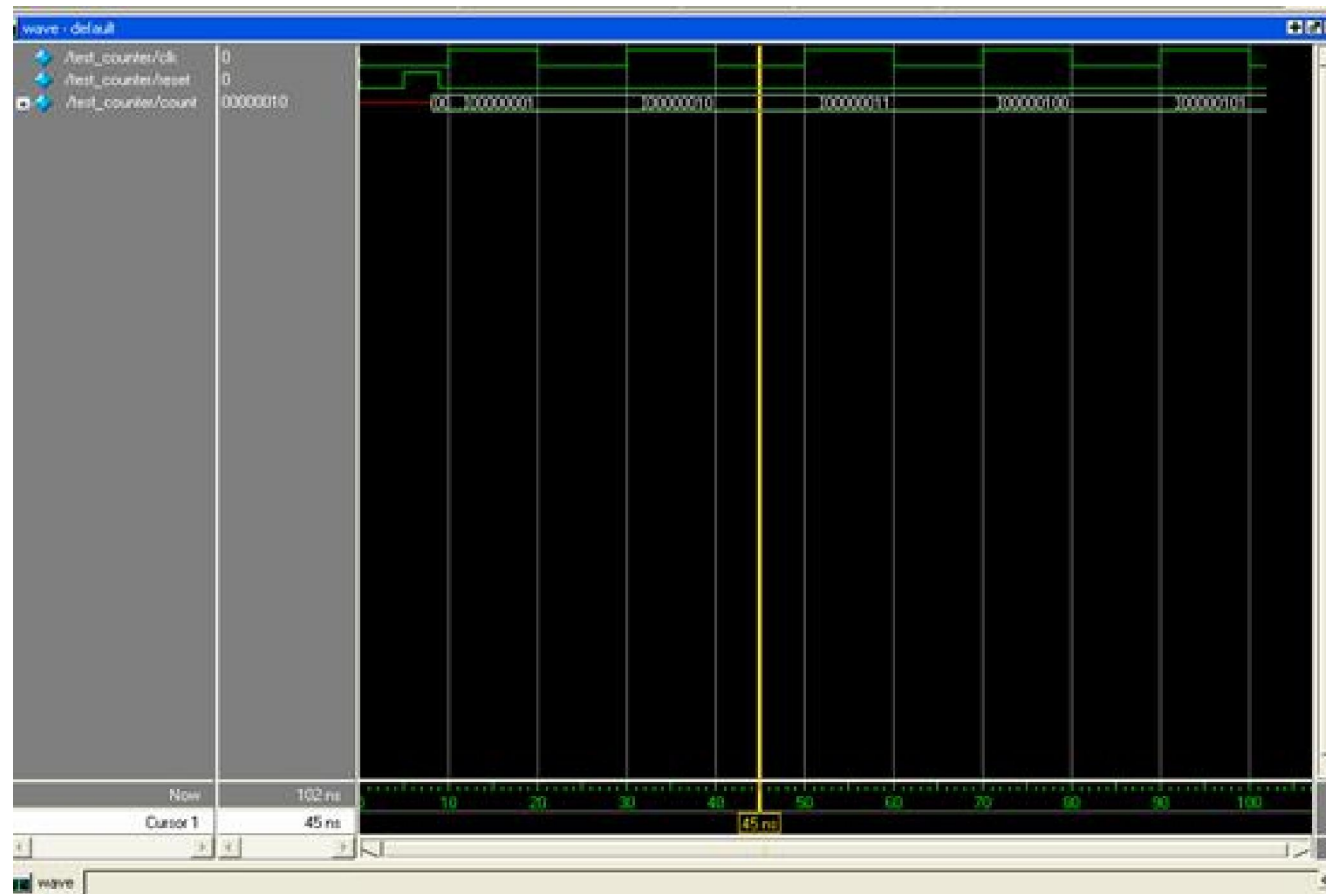 wave - default
/test_counter/clk 0
/test_counter/reset 0
/test_counter/count 00000010 00... 00000001 00000010 00000011 00000100 00000101
Now 102 ns 10 20 30 40 50 60 70 80 90 100
Cursor 1 45 ns 45 ns
wave